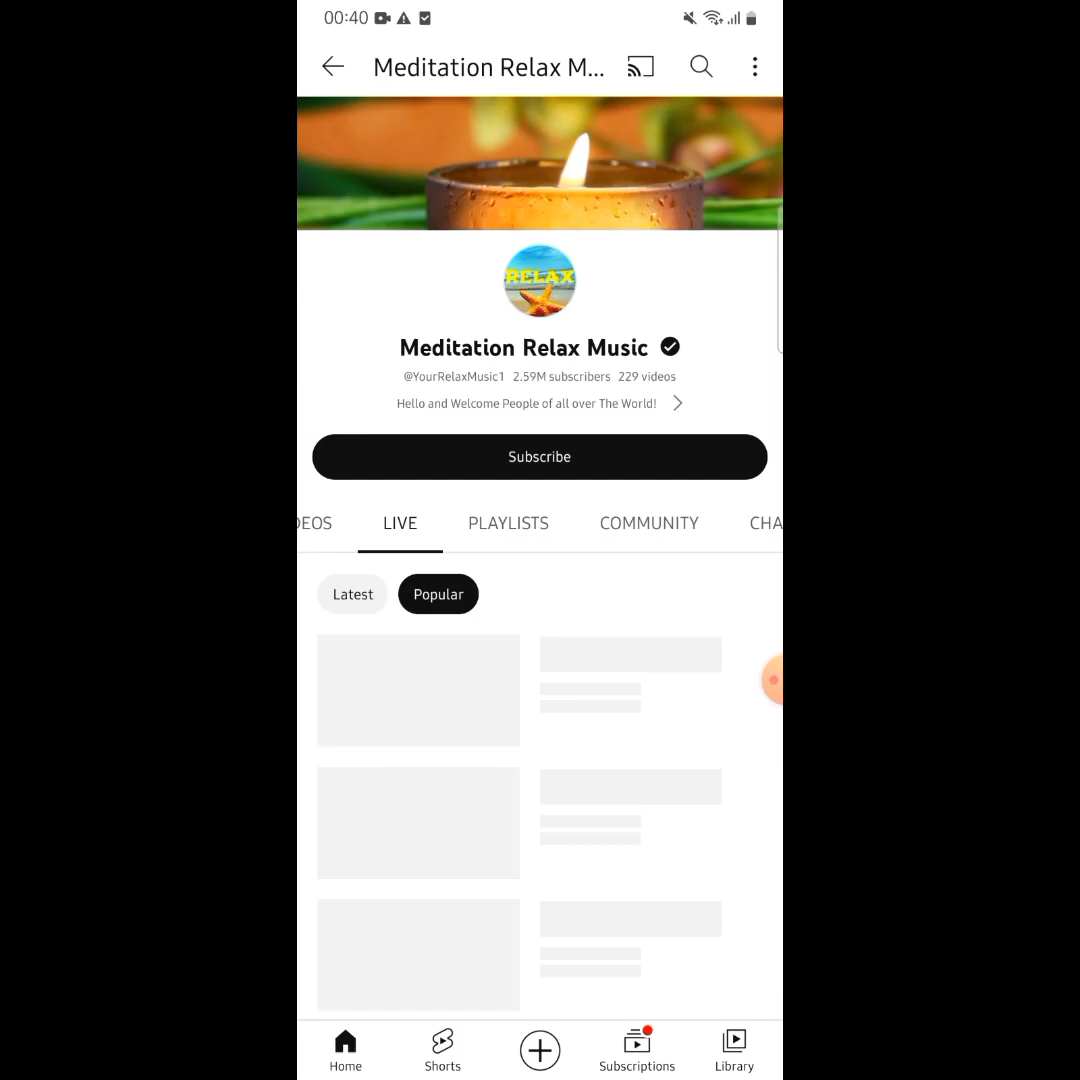 00:40
Meditation Relax M...
RELAX
Meditation Relax Music
@YourRelaxMusic1 2.59M subscribers 229 videos
Hello and Welcome People of all over The World!
Subscribe
DEOS LIVE PLAYLISTS COMMUNITY CHA
Latest Popular
Home Shorts Subscriptions Library